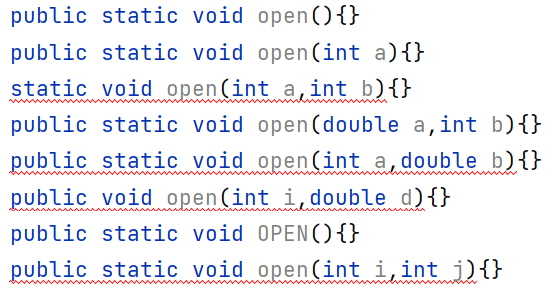 public static void open(){}
public static void open(int a){}
static void open(int a,int b){}
public static void open(double a,int b){}
public static void open(int a,double b){}
public void open(int i,double d){}
public static void OPEN(){}
public static void open(int i,int j){}